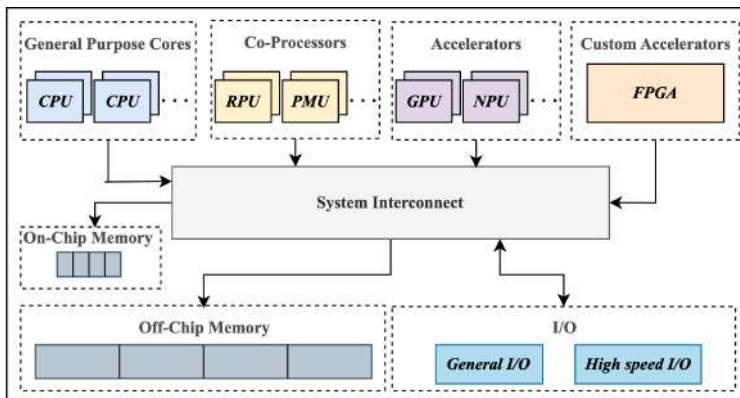 General Purpose Cores
Co-Processors
Accelerators
Custom Accelerators
CPU CPU ....
RPU PMU ...
GPU NPU ...
FPGA
System Interconnect
On-Chip Memory
Off-Chip Memory
I/O
General I/O
High speed I/O